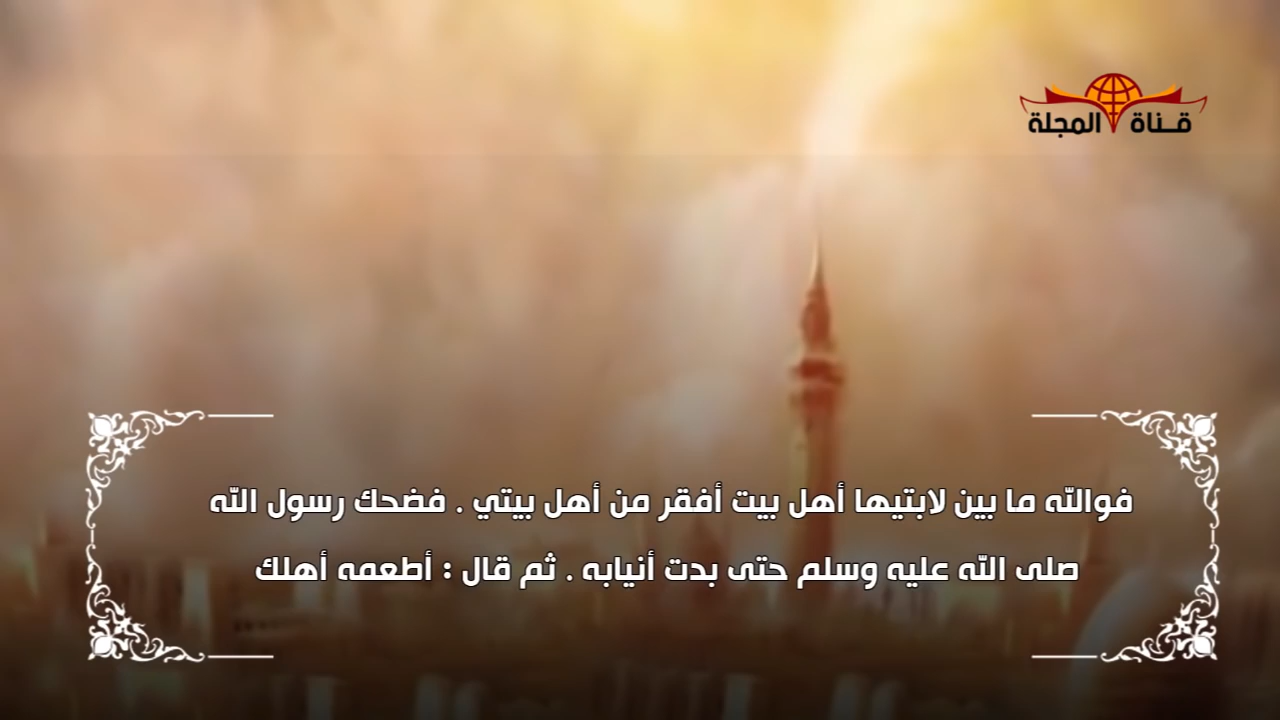 قناة المجلة
فوالله ما بين لابتيها أهل بيت أفقر من أهل بيتي . فضحك رسول الله
صلى الله عليه وسلم حتى بدت أنيابه . ثم قال : أطعمه أهلك